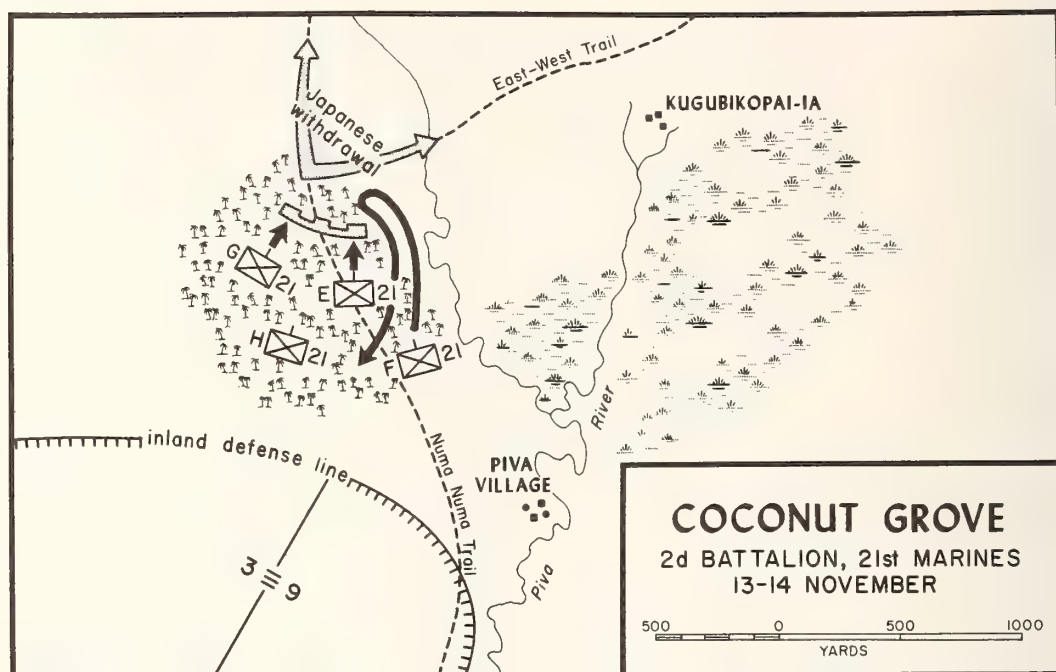 East-West Trail
Japanese
withdrawal
KUGUBIKOPAI-IA
G 21
E 21
H 21
F 21
River
inland defense line
Numa Numa Trail
PIVA
VILLAGE
3 9
Piva
COCONUT GROVE
2d BATTALION, 21st MARINES
13-14 NOVEMBER
500 0 500 1000
YARDS